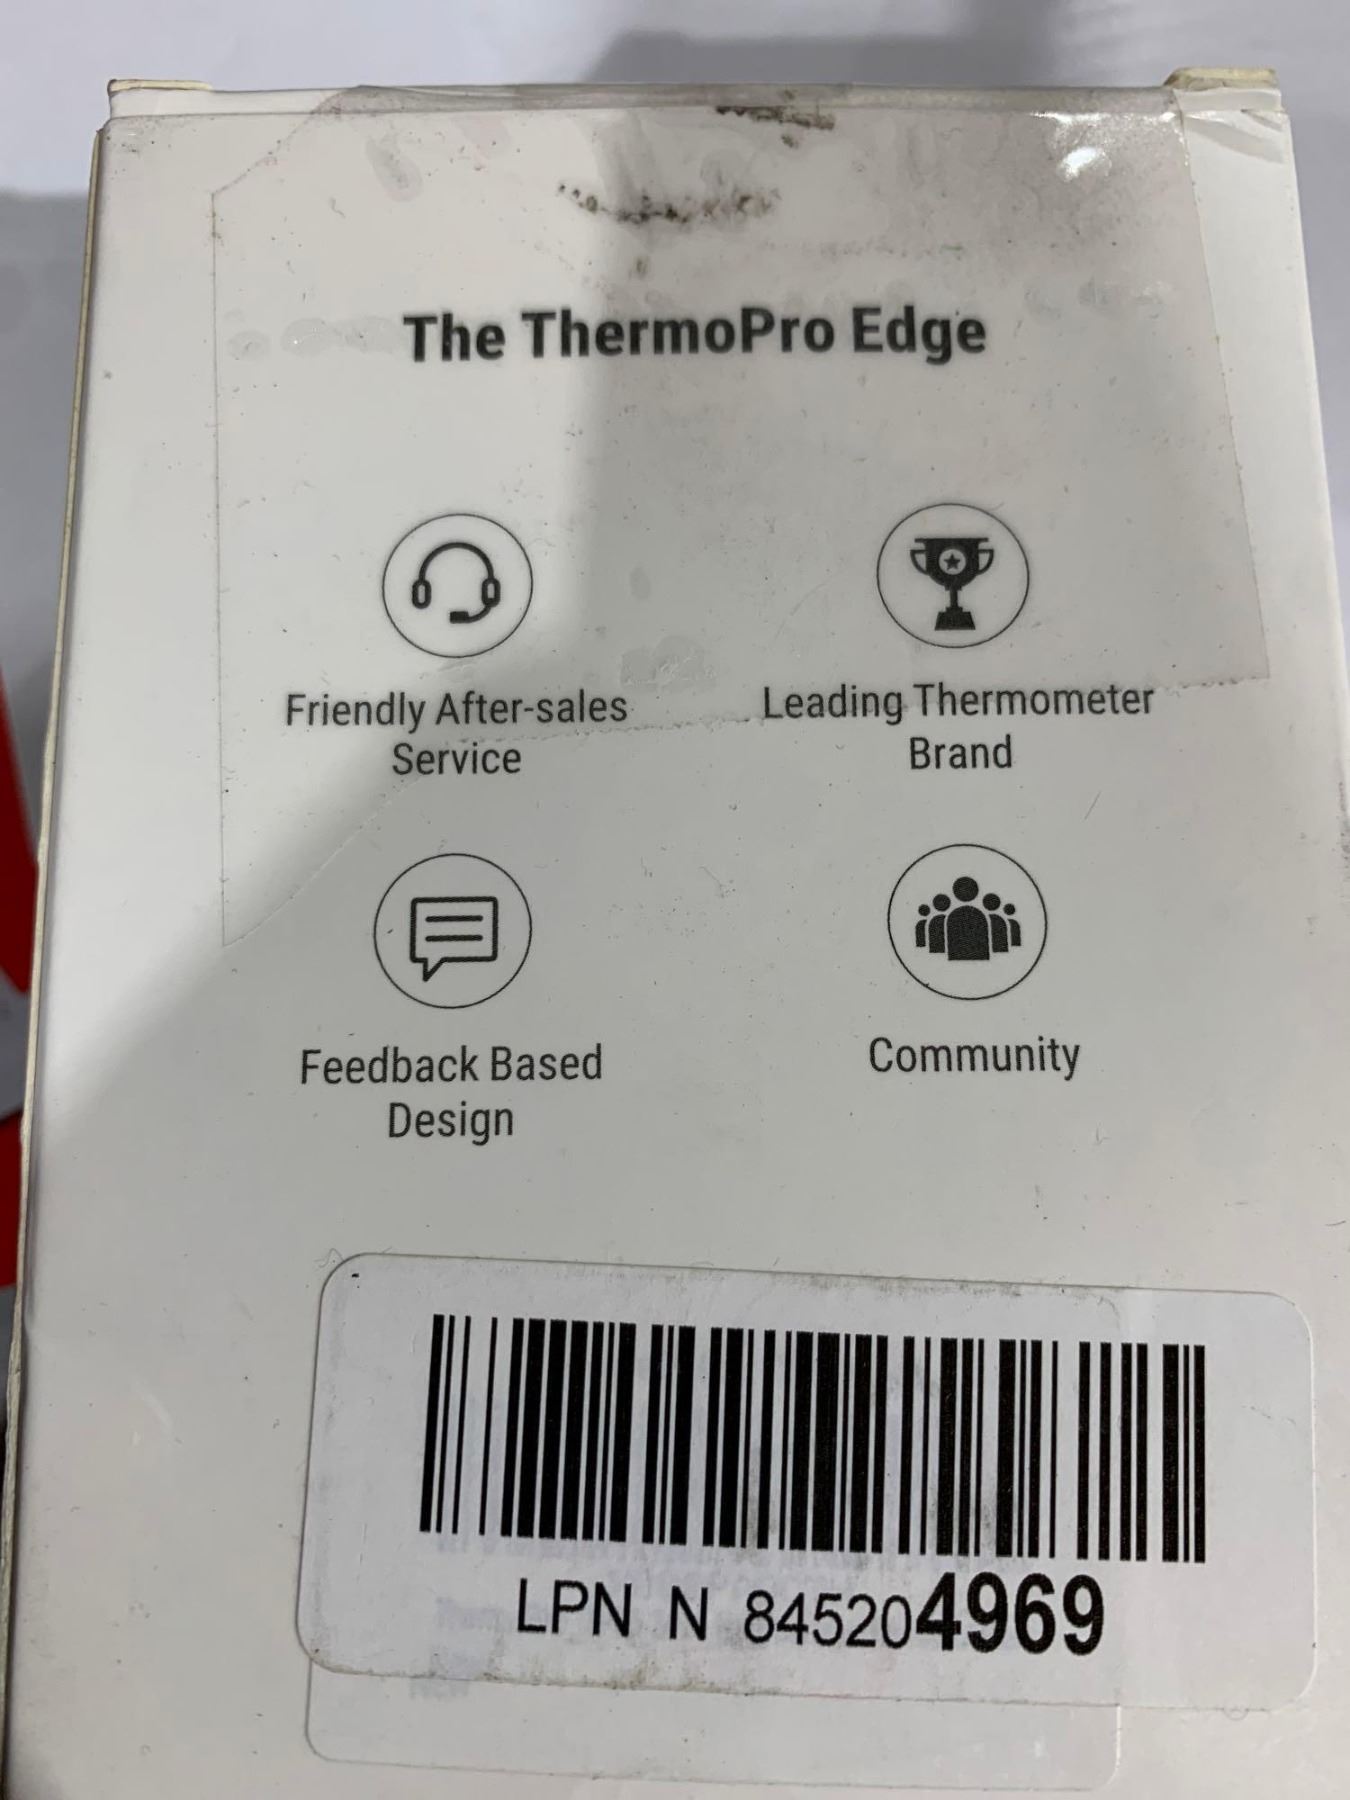 The ThermoPro Edge
Friendly After-sales
Service
Leading Thermometer
Brand
Feedback Based
Design
Community
LPN N 845204969